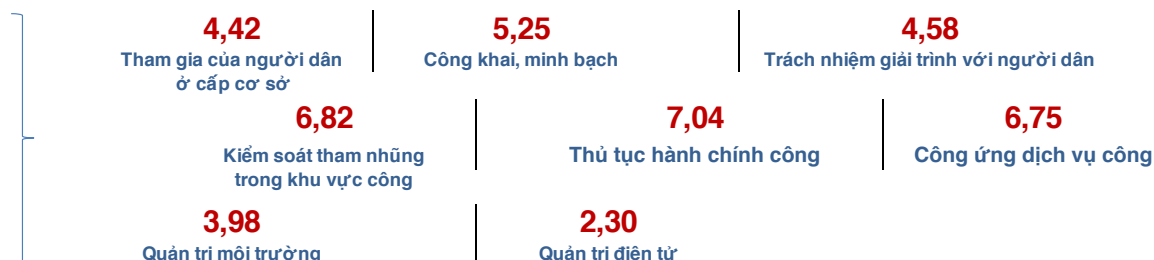 4,42
5,25
4,58
Tham gia của người dân
ở cấp cơ sở
Công khai, minh bạch
Trách nhiệm giải trình với người dân
6,82
7,04
6,75
Kiểm soát tham nhũng
trong khu vực công
Thủ tục hành chính công
Công ứng dịch vụ công
3,98
2,30
Quản trị môi trường
Quản trị điện tử